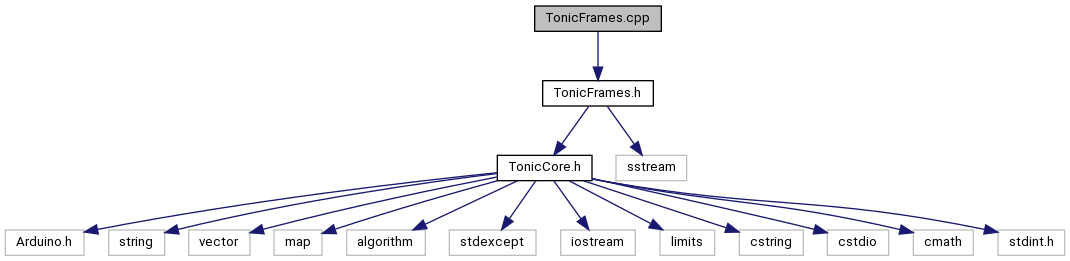 TonicFrames.cpp
TonicFrames.h
TonicCore.h
sstream
Arduino.h
string
vector
map
algorithm
stdexcept
iostream
limits
cstring
cstdio
cmath
stdint.h